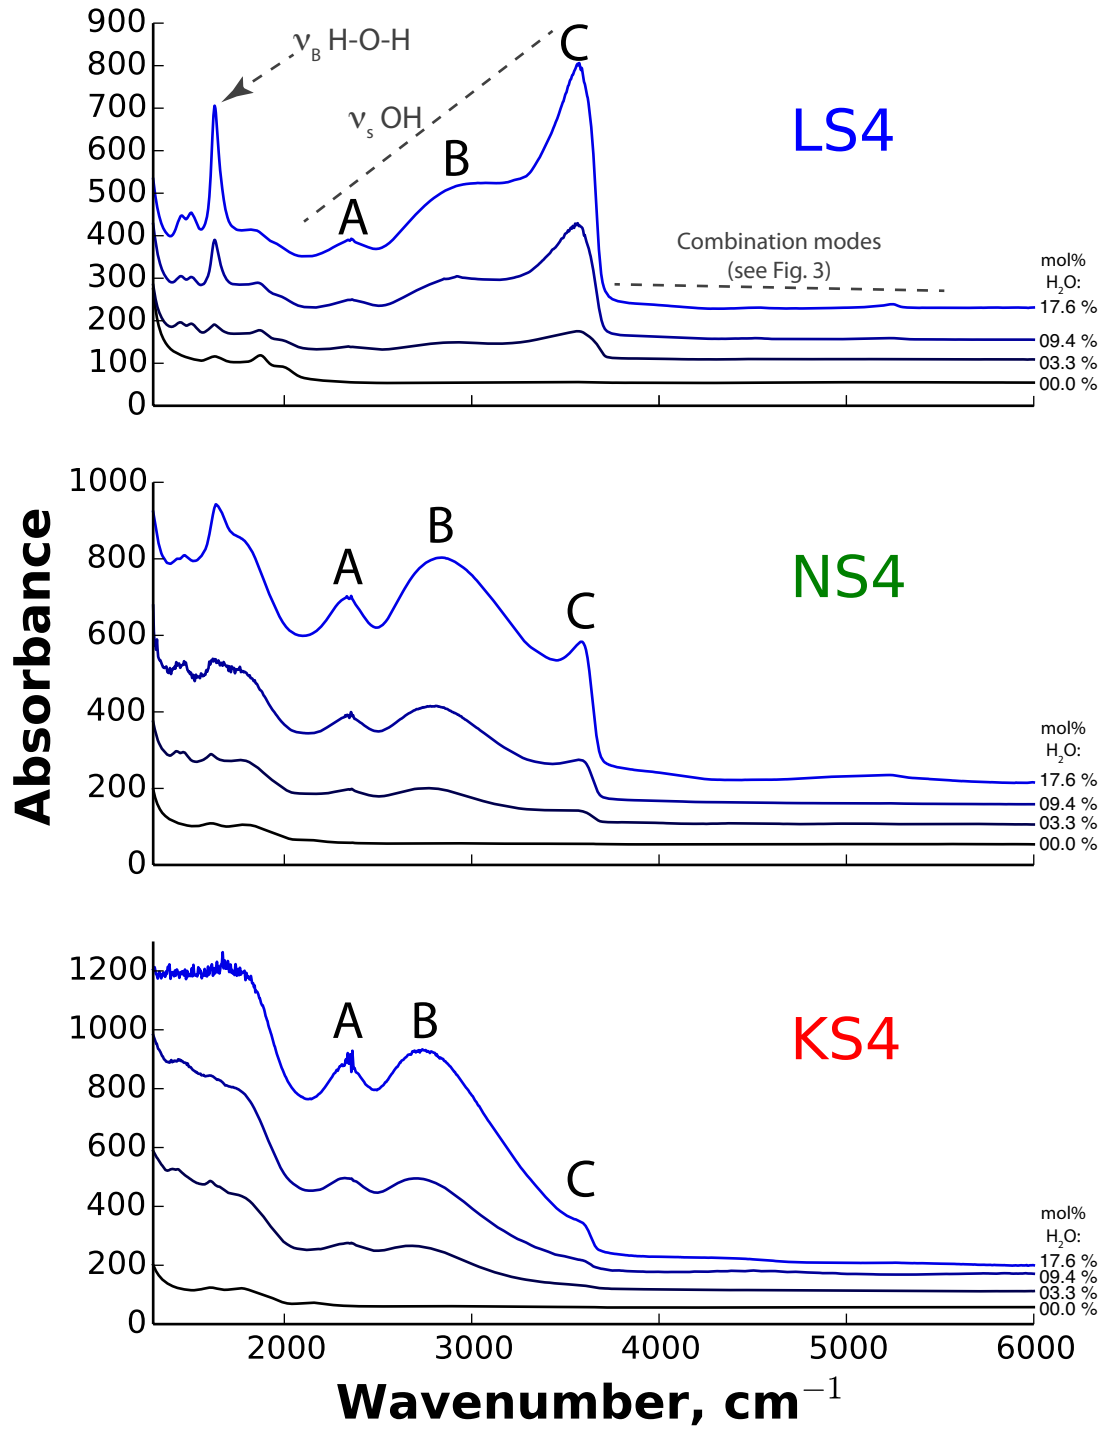 900
800
700
600
500
400
300
200
100
0
νB H-O-H
νs OH
A
B
C
LS4
Combination modes
(see Fig. 3)
mol%
H2O:
17.6 %
09.4 %
03.3 %
00.0 %
Absorbance
1000
800
600
400
200
0
A
B
C
NS4
mol%
H2O:
17.6 %
09.4 %
03.3 %
00.0 %
1200
1000
800
600
400
200
0
A
B
C
KS4
mol%
H2O:
17.6 %
09.4 %
03.3 %
00.0 %
2000 3000 4000 5000 6000
Wavenumber, cm−1